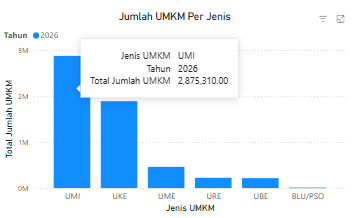 Jumlah UMKM Per Jenis
Tahun 2026
3M
Jenis UMKM UMI
Tahun 2026
Total Jumlah UMKM 2,875,310.00
2M
1M
0M
Total Jumlah UMKM
UMI UKE UME URE UBE BLU/PSO
Jenis UMKM